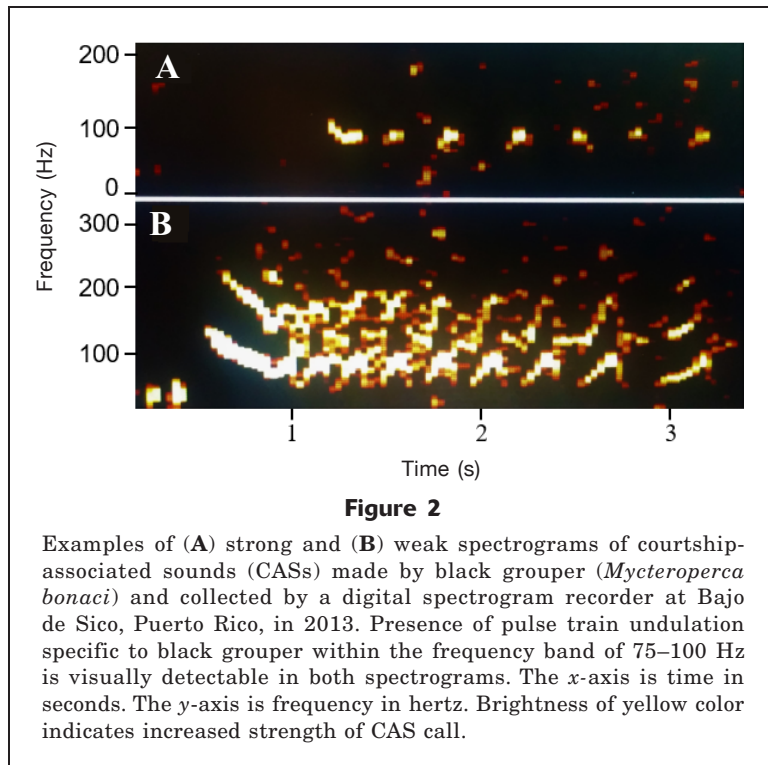 A
200
100
0
B
300
200
100
Frequency (Hz)
1 2 3
Time (s)
Figure 2
Examples of (A) strong and (B) weak spectrograms of courtship-
associated sounds (CASs) made by black grouper (Mycteroperca
bonaci) and collected by a digital spectrogram recorder at Bajo
de Sico, Puerto Rico, in 2013. Presence of pulse train undulation
specific to black grouper within the frequency band of 75–100 Hz
is visually detectable in both spectrograms. The x-axis is time in
seconds. The y-axis is frequency in hertz. Brightness of yellow color
indicates increased strength of CAS call.